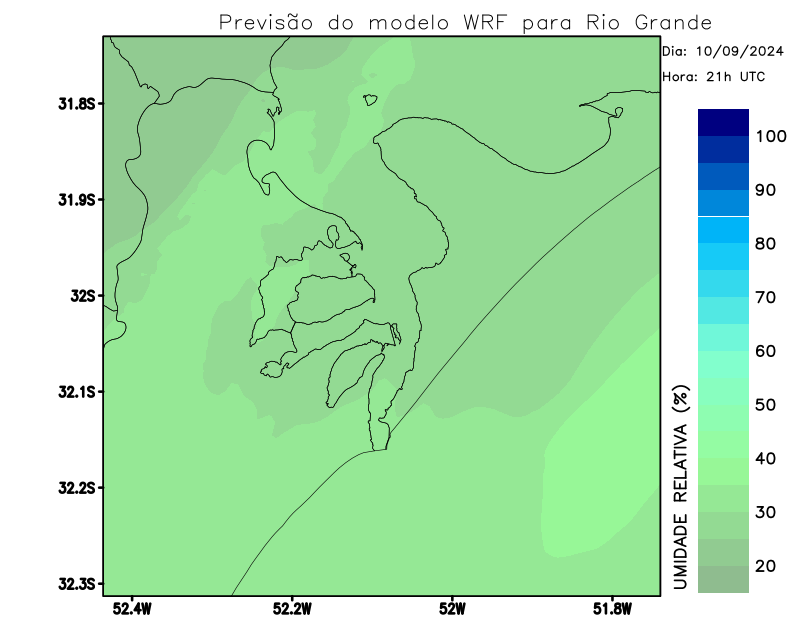 Previsão do modelo WRF para Rio Grande
Dia: 10/09/2024
Hora: 21h UTC
31.8S
31.9S
32S
32.1S
32.2S
32.3S
52.4W
52.2W
52W
51.8W
100
90
80
70
60
50
40
30
20
UMIDADE RELATIVA (%)